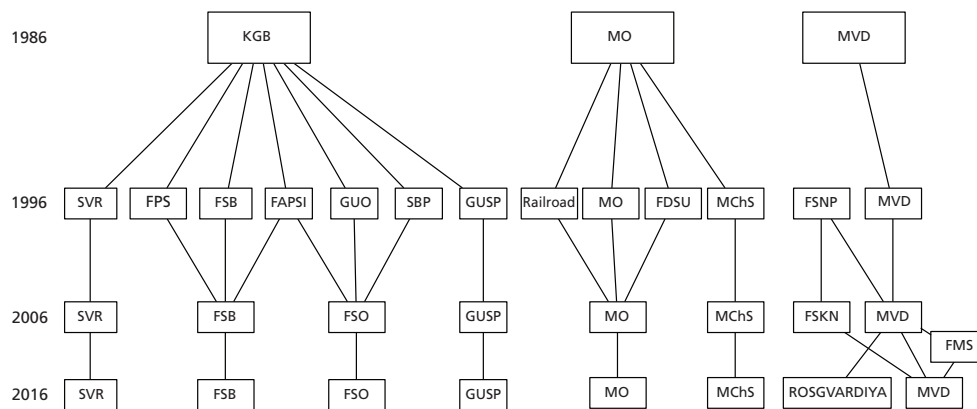 1986 KGB MO MVD
1996 SVR FPS FSB FAPSI GUO SBP GUSP Railroad MO FDSU MChS FSNP MVD
2006 SVR FSB FSO GUSP MO MChS FSKN MVD
FMS
2016 SVR FSB FSO GUSP MO MChS ROSGVARDIYA MVD